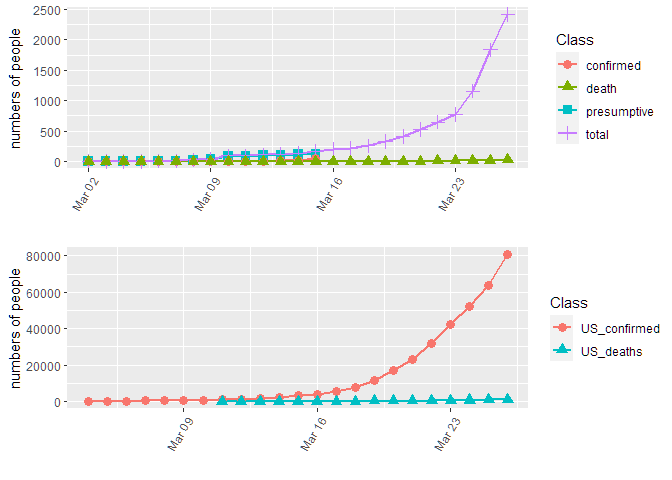 numbers of people
2500
2000
1500
1000
500
0
Mar 02
Mar 09
Mar 16
Mar 23
Class
confirmed
death
presumptive
total
numbers of people
80000
60000
40000
20000
0
Mar 09
Mar 16
Mar 23
Class
US_confirmed
US_deaths